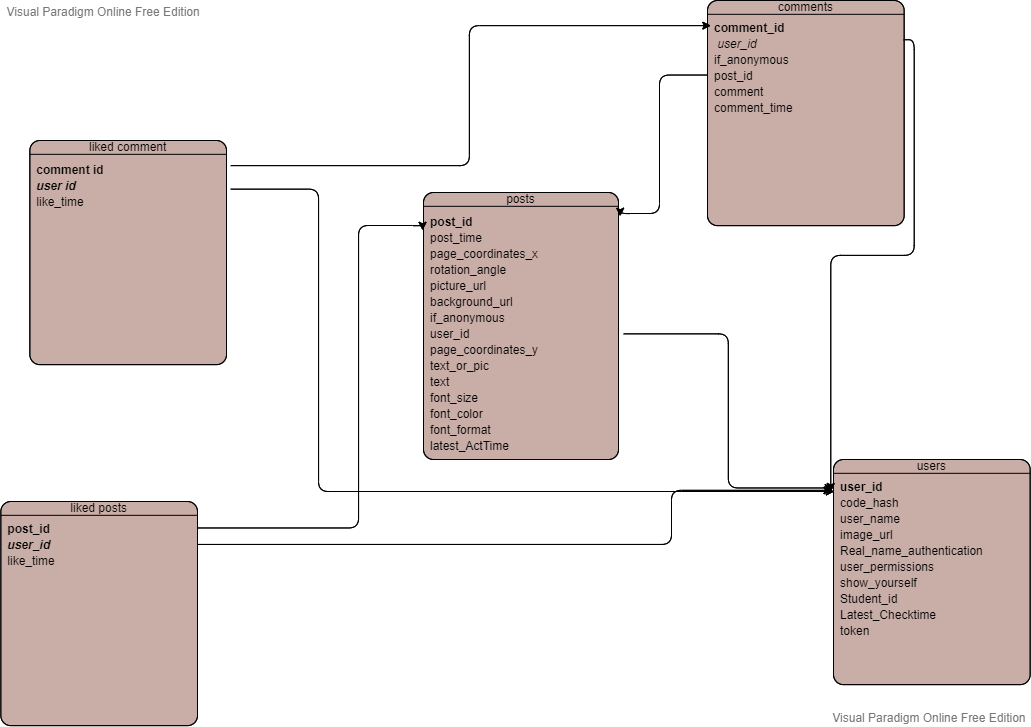 Visual Paradigm Online Free Edition
comments
comment_id
user_id
if_anonymous
post_id
comment
comment_time
liked comment
comment id
user id
like_time
posts
post_id
post_time
page_coordinates_x
rotation_angle
picture_url
background_url
if_anonymous
user_id
page_coordinates_y
text_or_pic
text
font_size
font_color
font_format
latest_ActTime
liked posts
post_id
user_id
like_time
users
user_id
code_hash
user_name
image_url
Real_name_authentication
user_permissions
show_yourself
Student_id
Latest_Checktime
token
Visual Paradigm Online Free Edition